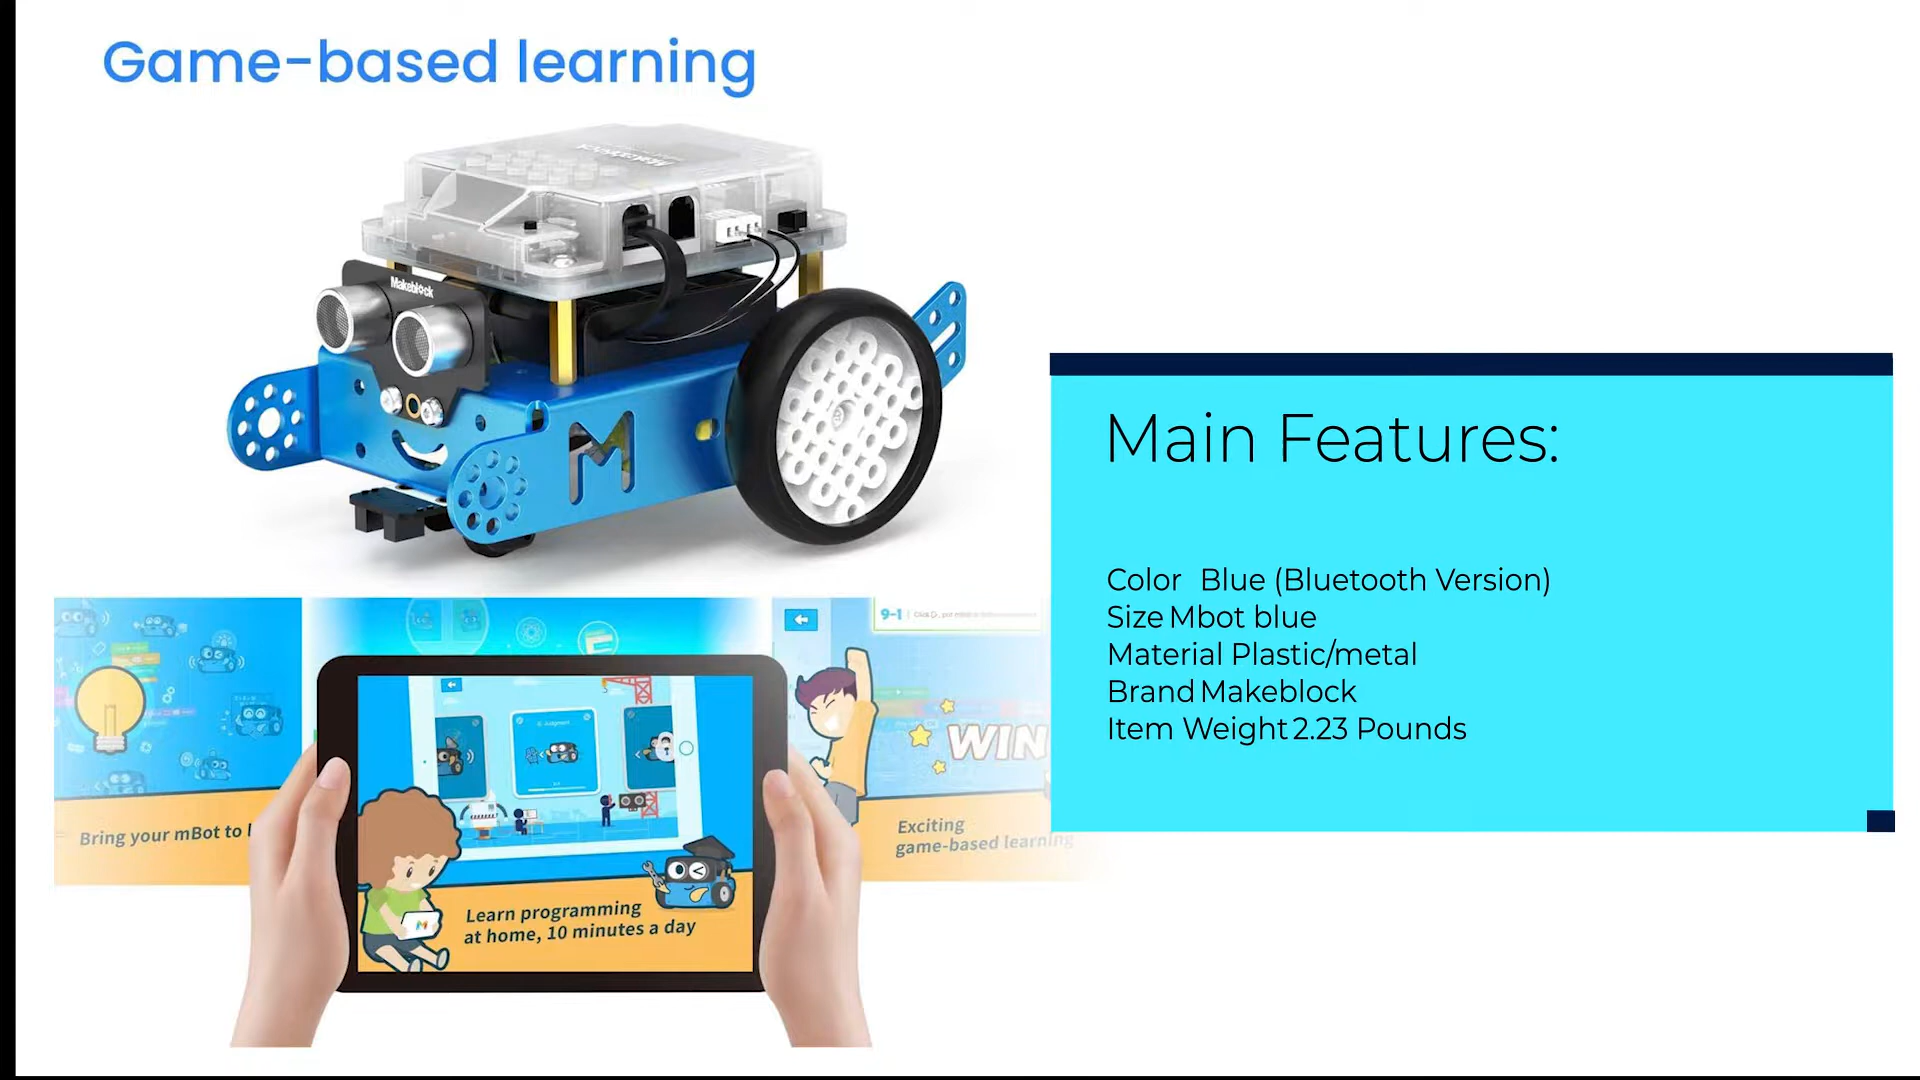 Game-based learning
Makeblock
M
Main Features:
Color Blue (Bluetooth Version)
Size Mbot blue
Material Plastic/metal
Brand Makeblock
Item Weight 2.23 Pounds
9-1
WIN
Bring your mBot to l
Exciting
game-based learning
Learn programming
at home, 10 minutes a day